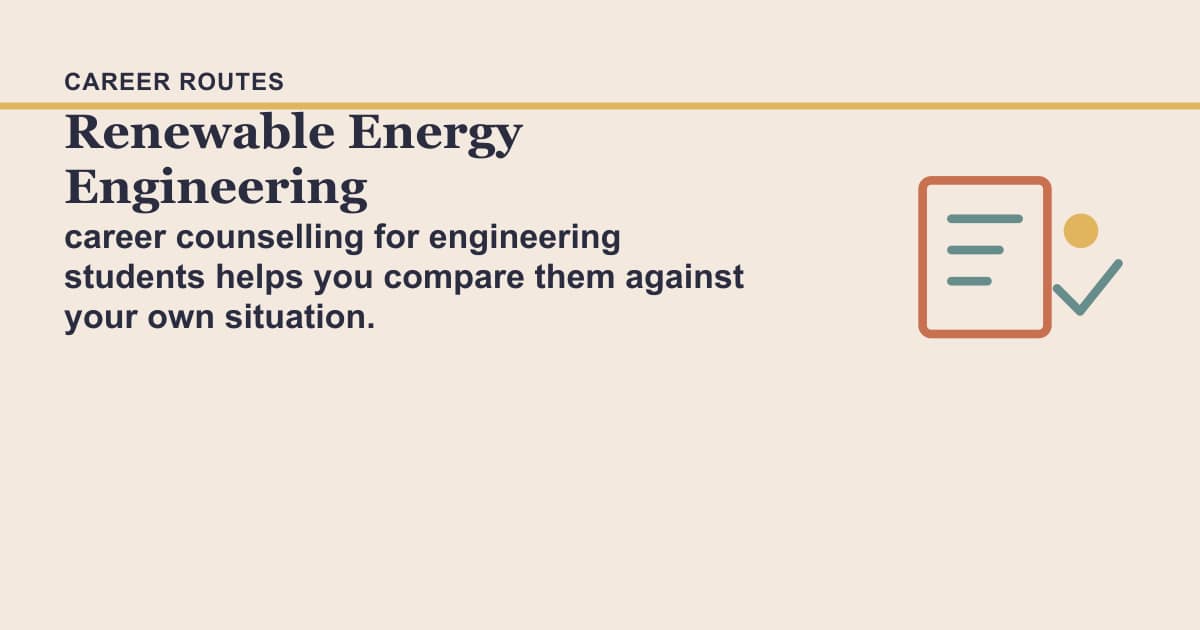 CAREER ROUTES
Renewable Energy
Engineering
career counselling for engineering
students helps you compare them against
your own situation.